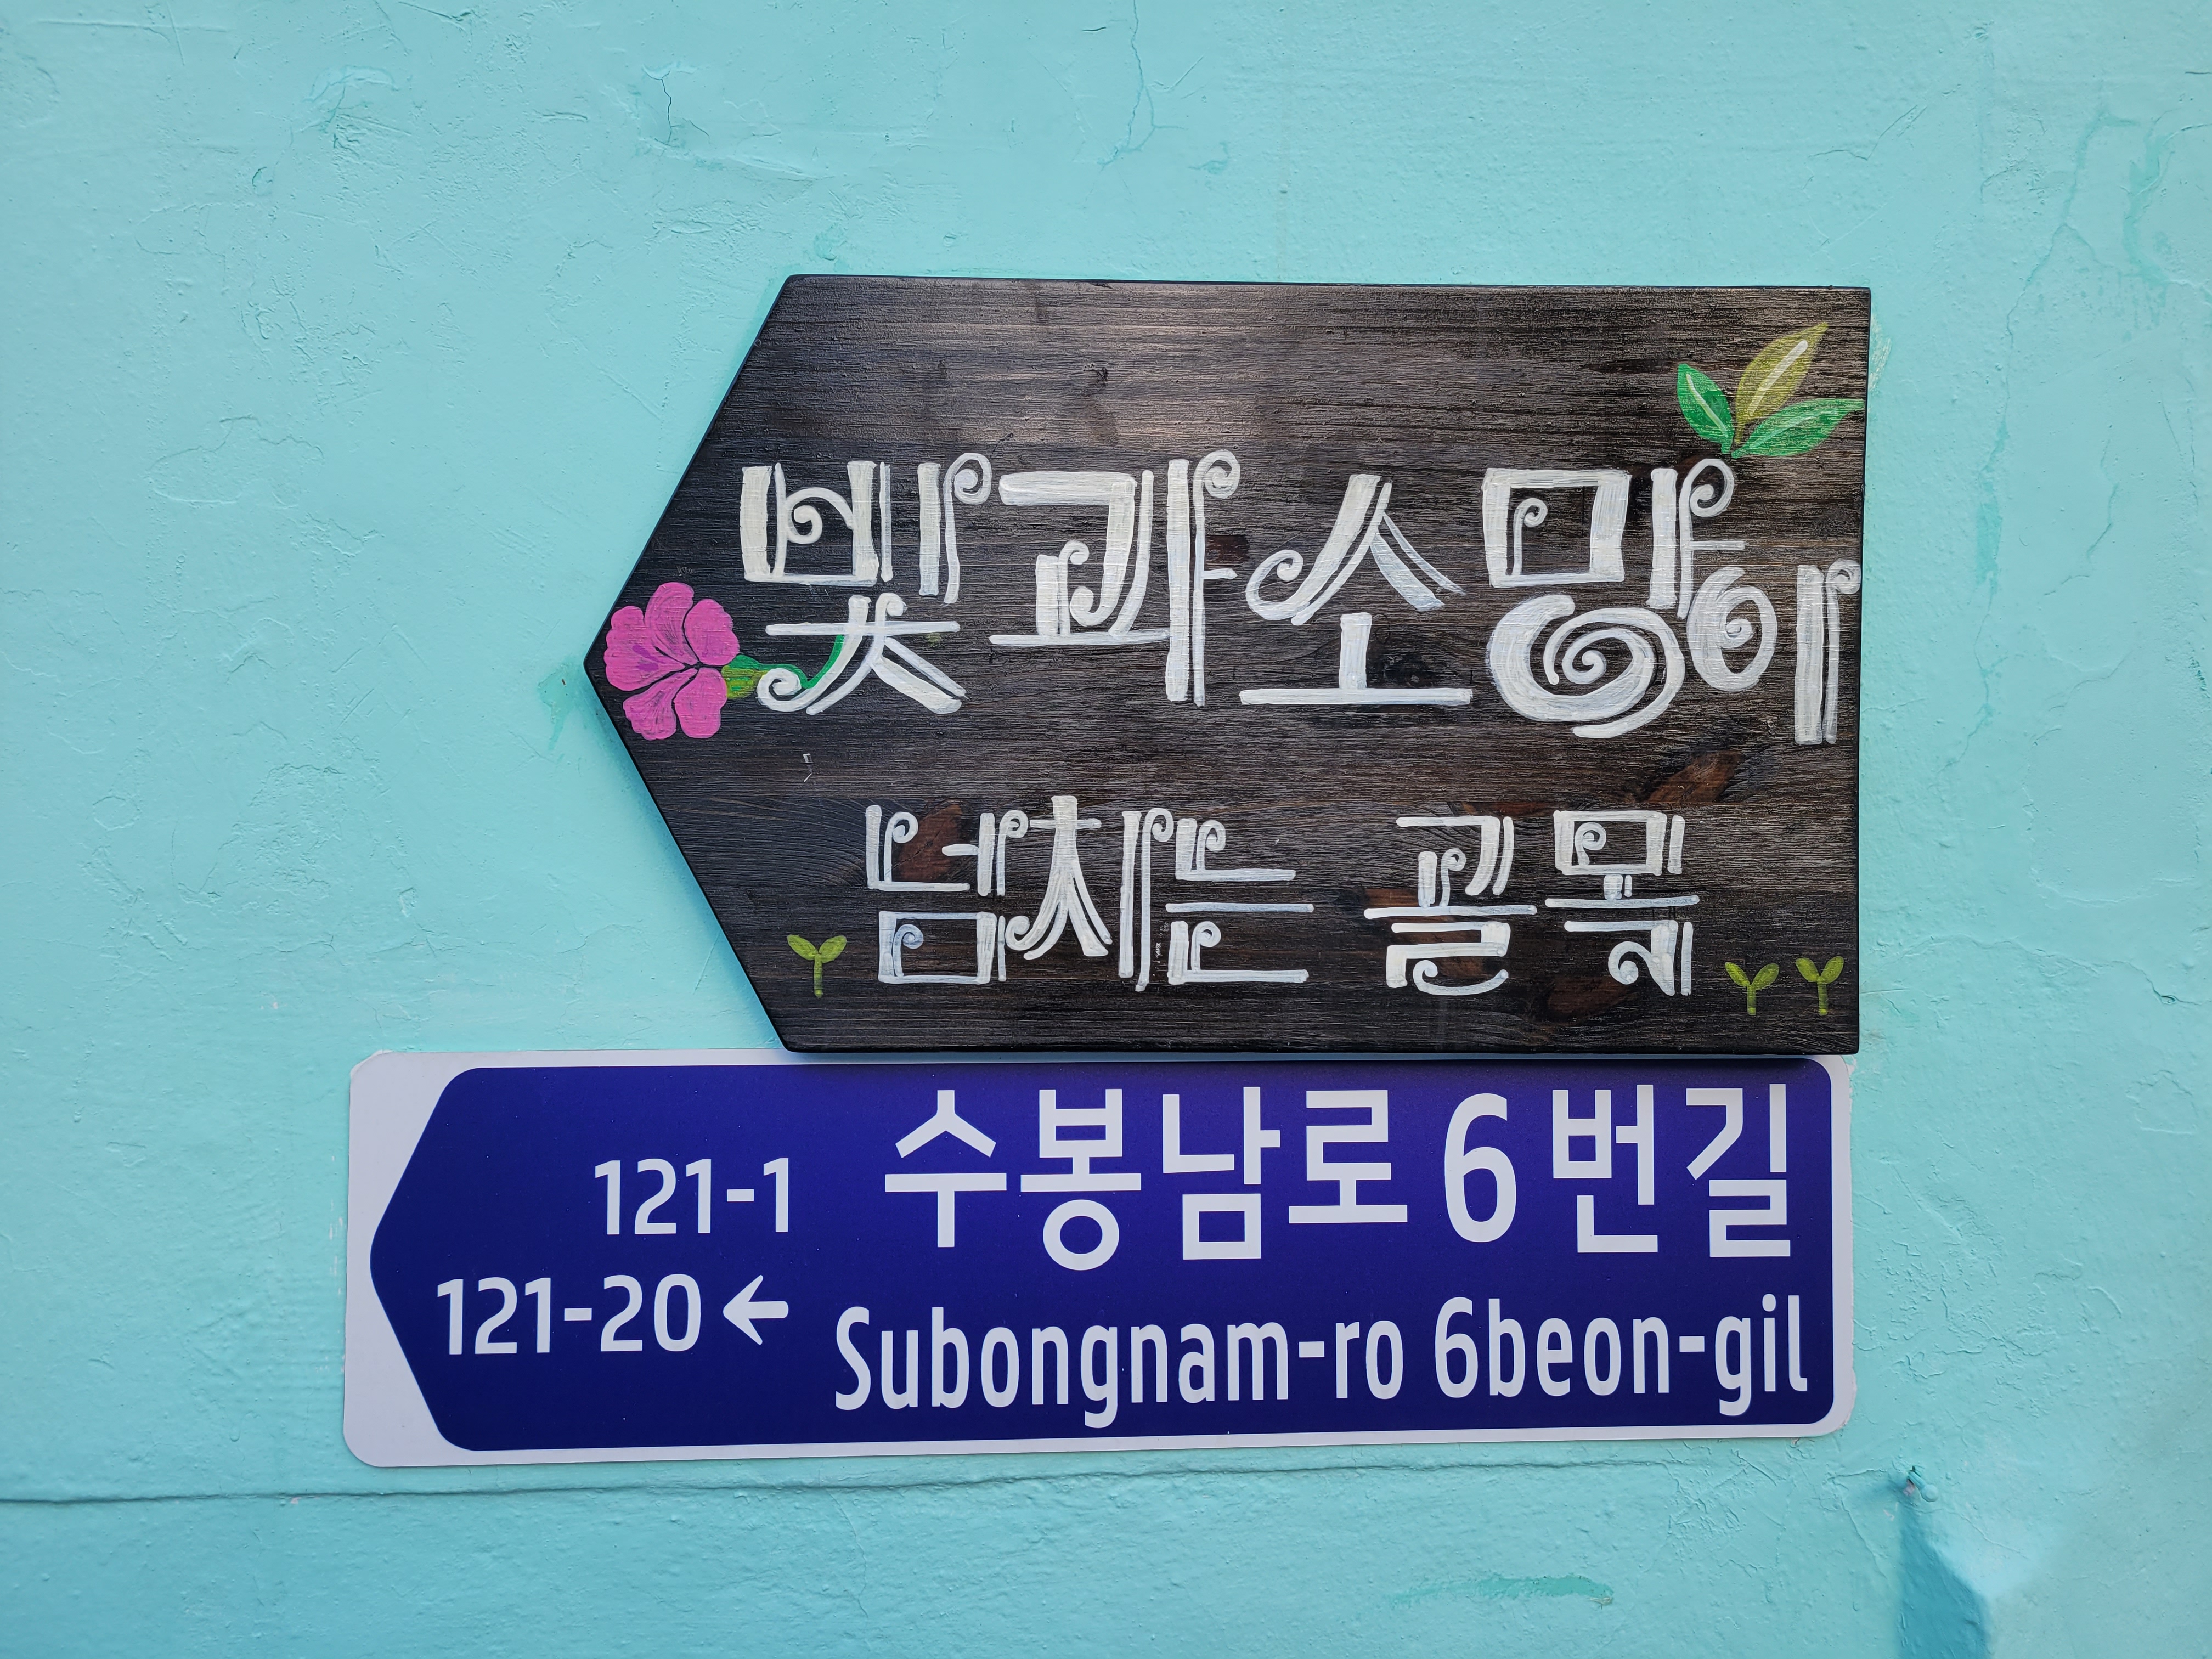 빛과소망이
넘치는 골목
121-1
121-20 ←
수봉남로 6번길
Subongnam-ro 6beon-gil